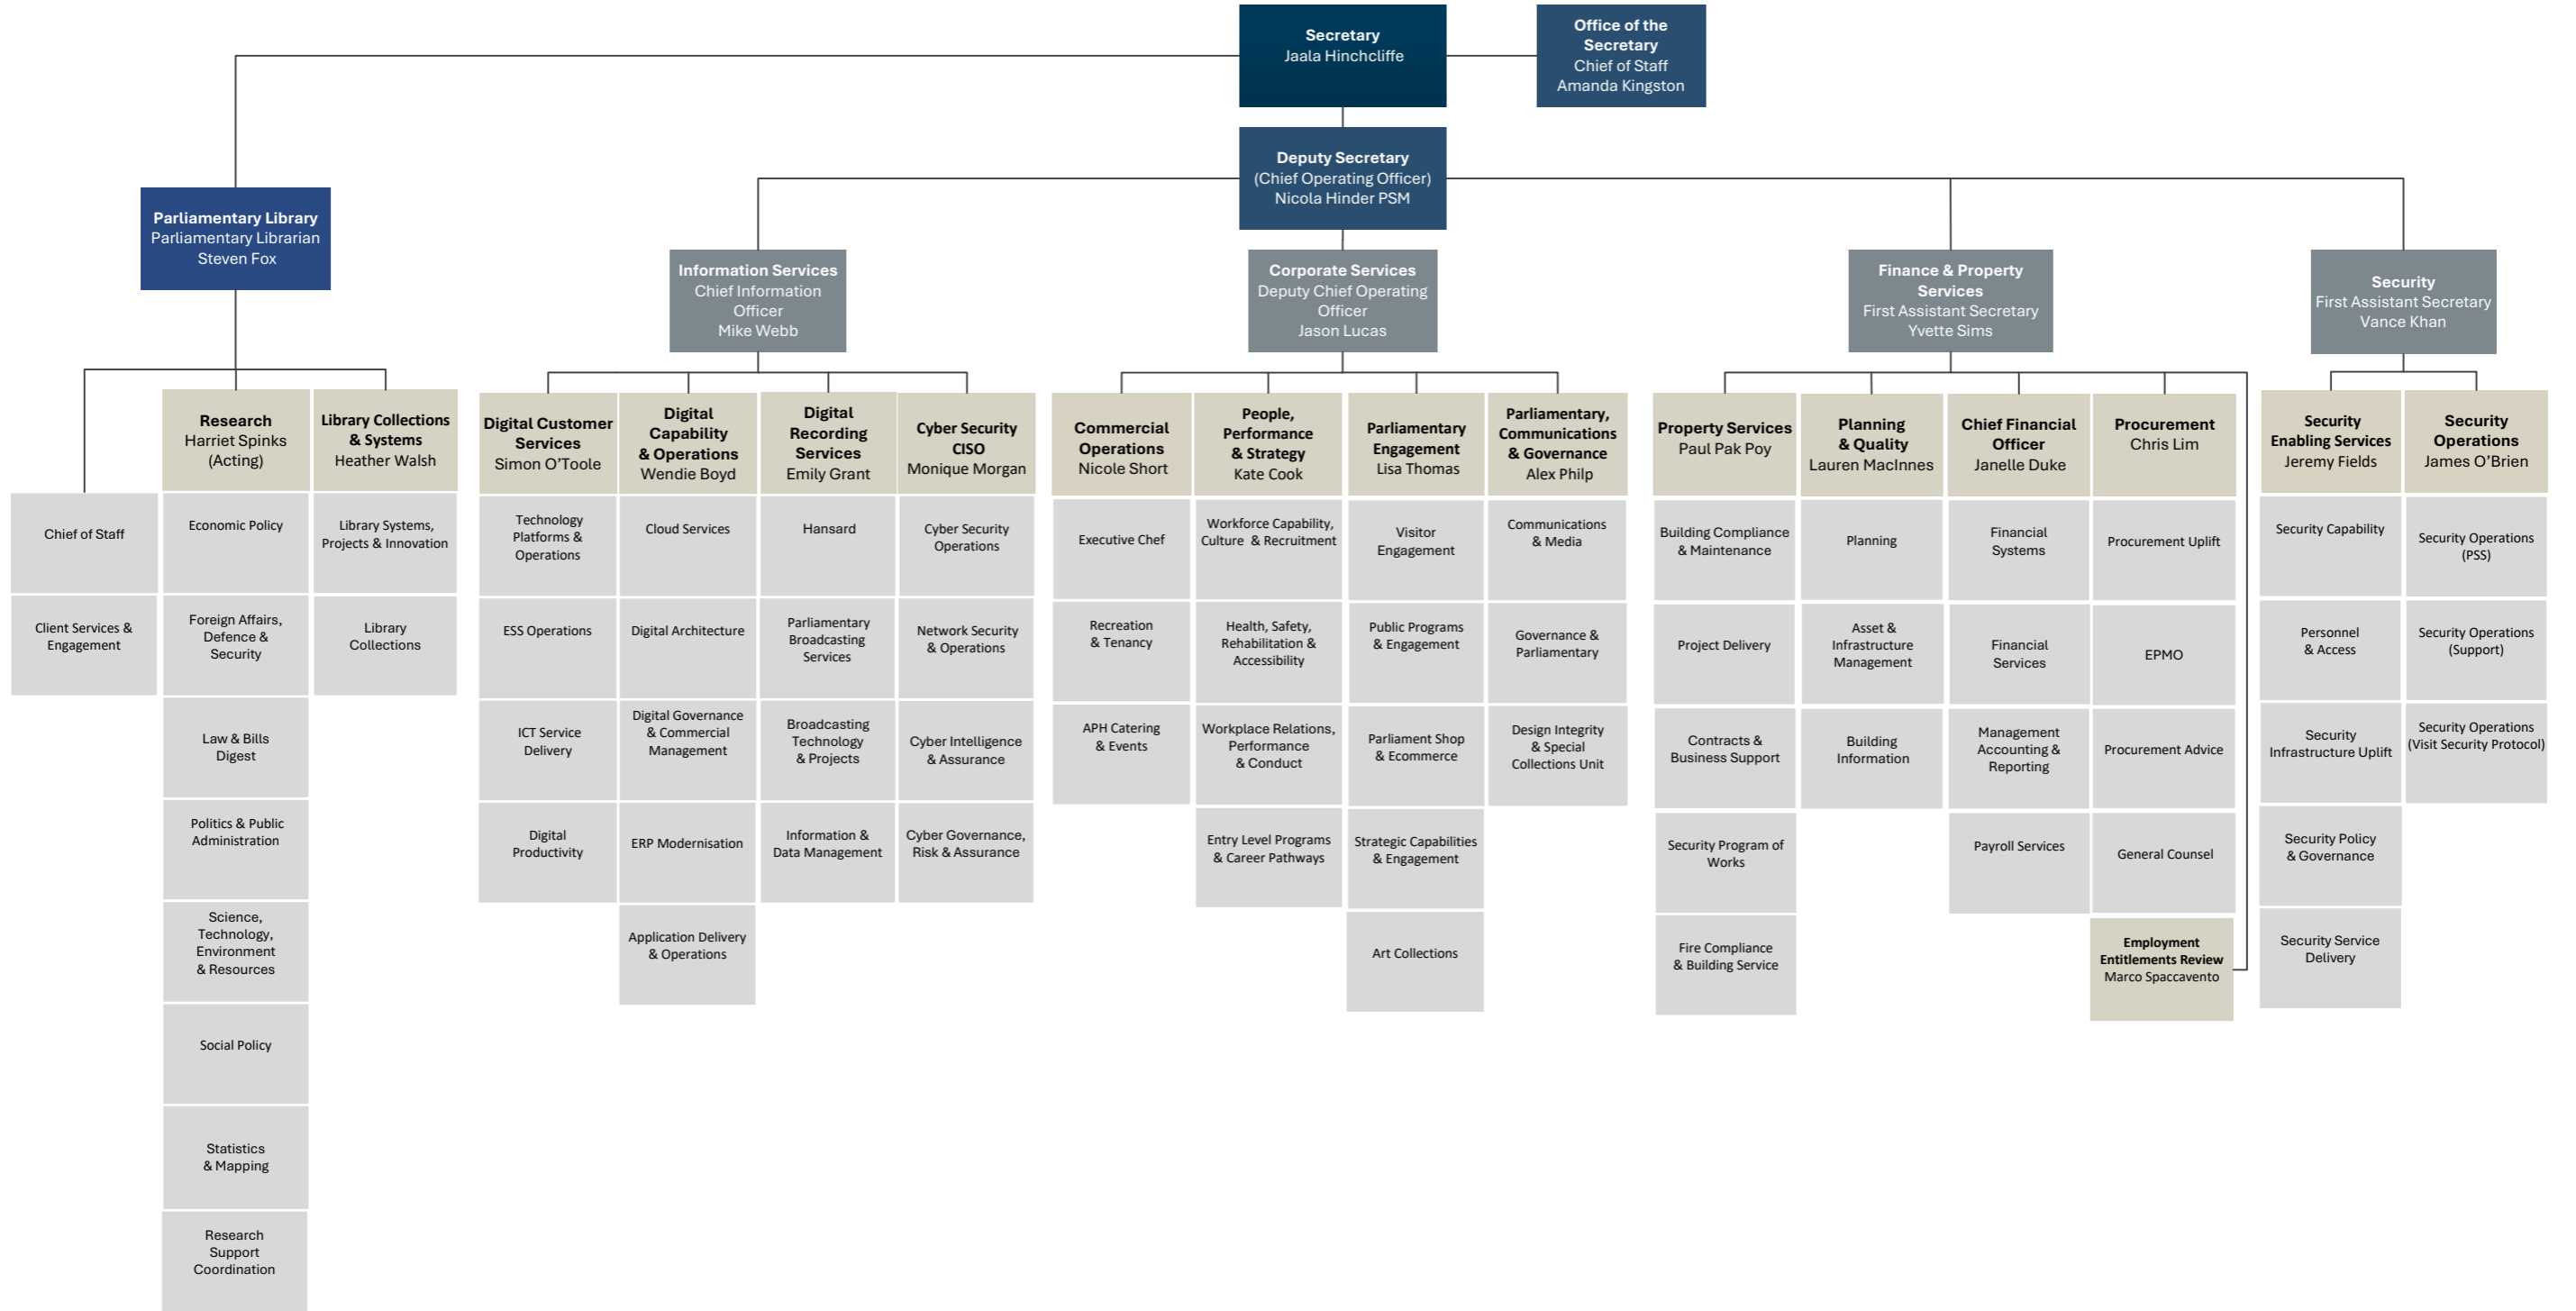 Secretary
Jaala Hinchcliffe
Office of the
Secretary
Chief of Staff
Amanda Kingston
Deputy Secretary
(Chief Operating Officer)
Nicola Hinder PSM
Parliamentary Library
Parliamentary Librarian
Steven Fox
Information Services
Chief Information
Officer
Mike Webb
Corporate Services
Deputy Chief Operating
Officer
Jason Lucas
Finance & Property
Services
First Assistant Secretary
Yvette Sims
Security
First Assistant Secretary
Vance Khan
Chief of Staff
Client Services &
Engagement
Research
Harriet Spinks
(Acting)
Economic Policy
Foreign Affairs,
Defence &
Security
Law & Bills
Digest
Politics & Public
Administration
Science,
Technology,
Environment
& Resources
Social Policy
Statistics
& Mapping
Research
Support
Coordination
Library Collections
& Systems
Heather Walsh
Library Systems,
Projects & Innovation
Library
Collections
Digital Customer
Services
Simon O’Toole
Technology
Platforms &
Operations
ESS Operations
ICT Service
Delivery
Digital
Productivity
Digital
Capability
& Operations
Wendie Boyd
Cloud Services
Digital Architecture
Digital Governance
& Commercial
Management
ERP Modernisation
Application Delivery
& Operations
Digital
Recording
Services
Emily Grant
Hansard
Parliamentary
Broadcasting
Services
Broadcasting
Technology
& Projects
Information &
Data Management
Cyber Security
CISO
Monique Morgan
Cyber Security
Operations
Network Security
& Operations
Cyber Intelligence
& Assurance
Cyber Governance,
Risk & Assurance
Commercial
Operations
Nicole Short
Executive Chef
Recreation
& Tenancy
APH Catering
& Events
People,
Performance
& Strategy
Kate Cook
Workforce Capability,
Culture & Recruitment
Health, Safety,
Rehabilitation &
Accessibility
Workplace Relations,
Performance
& Conduct
Entry Level Programs
& Career Pathways
Parliamentary
Engagement
Lisa Thomas
Visitor
Engagement
Public Programs
& Engagement
Parliament Shop
& Ecommerce
Strategic Capabilities
& Engagement
Art Collections
Parliamentary,
Communications
& Governance
Alex Philp
Communications
& Media
Governance &
Parliamentary
Design Integrity
& Special
Collections Unit
Property Services
Paul Pak Poy
Building Compliance
& Maintenance
Project Delivery
Contracts &
Business Support
Security Program of
Works
Fire Compliance
& Building Service
Planning
& Quality
Lauren MacInnes
Planning
Asset &
Infrastructure
Management
Building
Information
Chief Financial
Officer
Janelle Duke
Financial
Systems
Financial
Services
Management
Accounting &
Reporting
Payroll Services
Procurement
Chris Lim
Procurement Uplift
EPMO
Procurement Advice
General Counsel
Employment
Entitlements Review
Marco Spaccavento
Security
Enabling Services
Jeremy Fields
Security Capability
Personnel
& Access
Security
Infrastructure Uplift
Security Policy
& Governance
Security Service
Delivery
Security
Operations
James O’Brien
Security Operations
(PSS)
Security Operations
(Support)
Security Operations
(Visit Security Protocol)